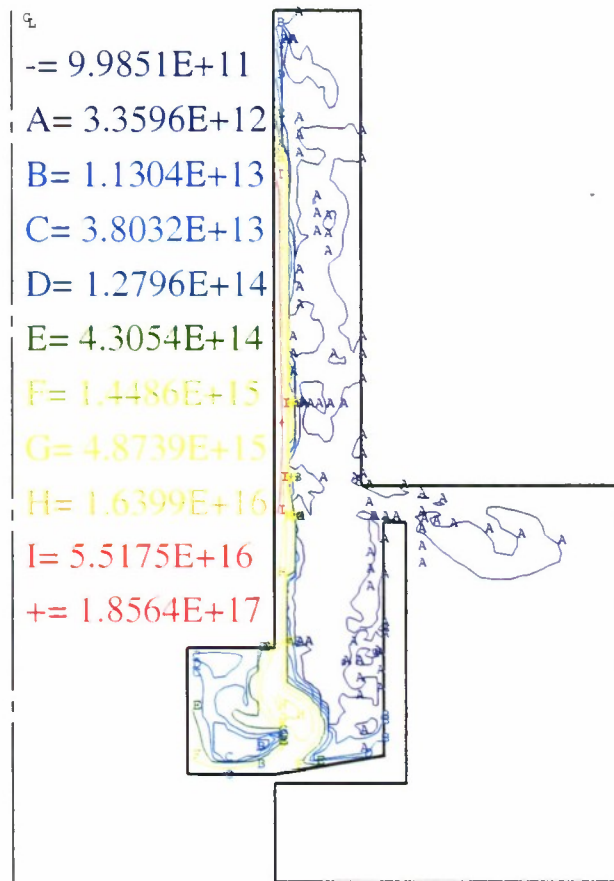 CL
-= 9.9851E+11
A= 3.3596E+12
B= 1.1304E+13
C= 3.8032E+13
D= 1.2796E+14
E= 4.3054E+14
F= 1.4486E+15
G= 4.8739E+15
H= 1.6399E+16
I= 5.5175E+16
+= 1.8564E+17